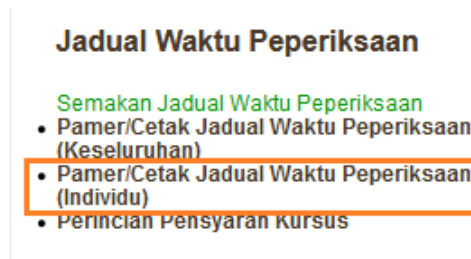 Jadual Waktu Peperiksaan
Semakan Jadual Waktu Peperiksaan
Pamer/Cetak Jadual Waktu Peperiksaan
(Keseluruhan)
Pamer/Cetak Jadual Waktu Peperiksaan
(Individu)
Perincian Pensyarah Kursus